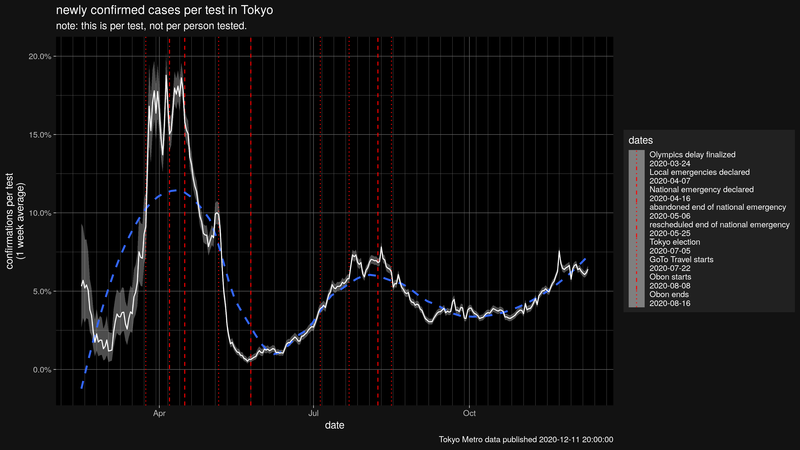 newly confirmed cases per test in Tokyo
note: this is per test, not per person tested.
20.0%
15.0%
10.0%
5.0%
0.0%
confirmations per test
(1 week average)
Apr
Jul
Oct
date
dates
Olympics delay finalized
2020-03-24
Local emergencies declared
2020-04-07
National emergency declared
2020-04-16
abandoned end of national emergency
2020-05-06
rescheduled end of national emergency
2020-05-25
Tokyo election
2020-07-05
GoTo Travel starts
2020-07-22
Obon starts
2020-08-08
Obon ends
2020-08-16
Tokyo Metro data published 2020-12-11 20:00:00